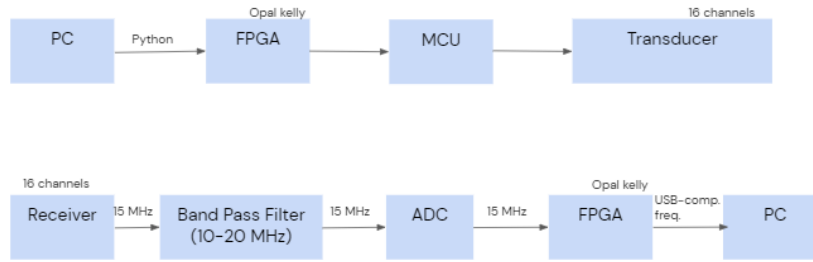 Opal kelly
16 channels
PC
Python
FPGA
MCU
Transducer
16 channels
Opal kelly
Receiver
15 MHz
Band Pass Filter
(10-20 MHz)
15 MHz
ADC
15 MHz
FPGA
USB-comp.
freq.
PC